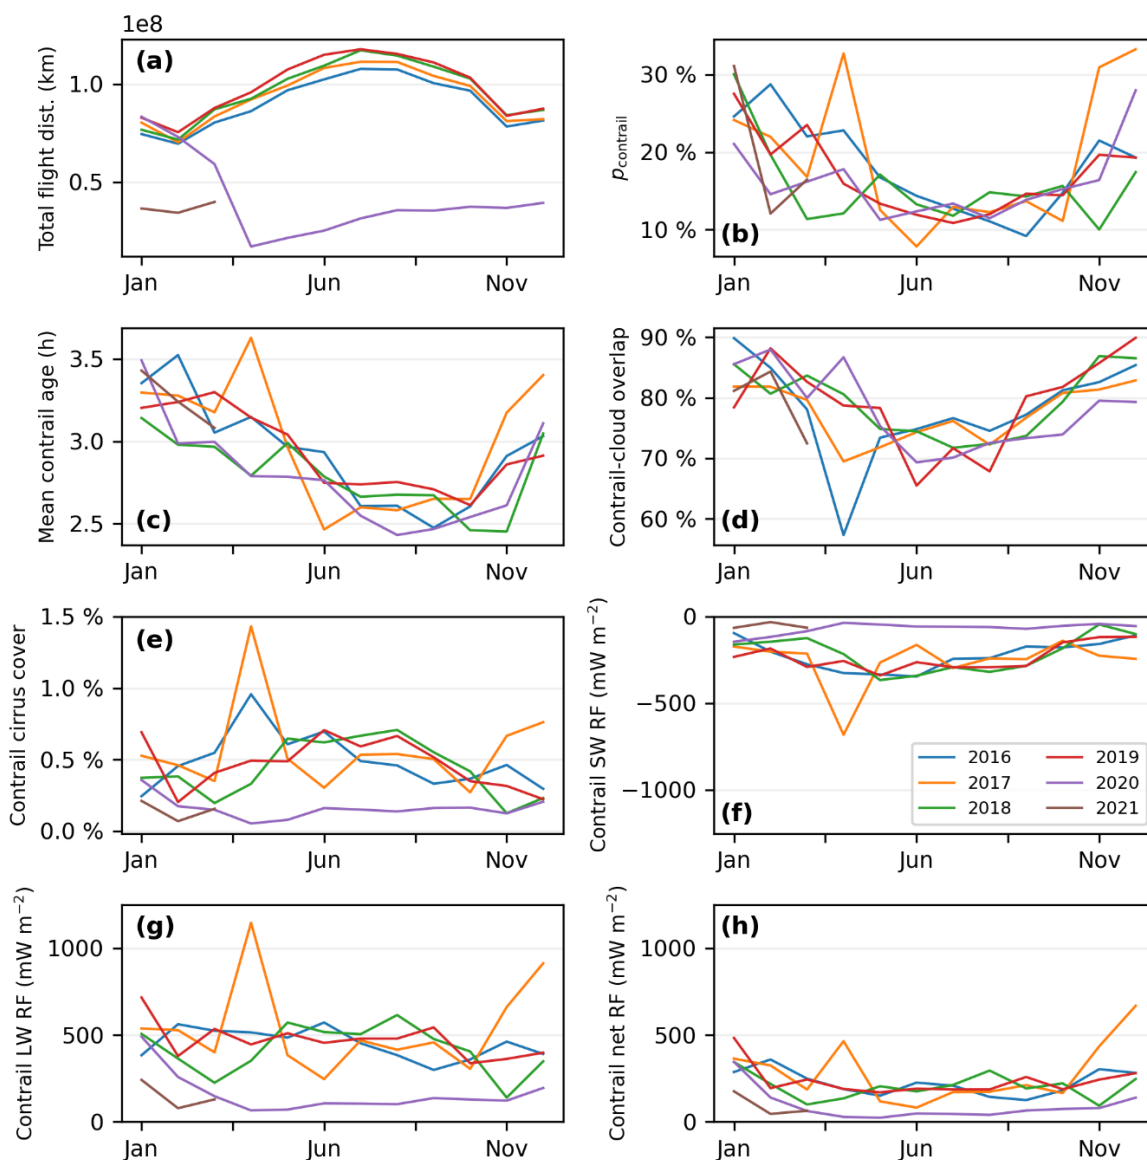 1e8
(a)
Total flight dist. (km)
1.0
0.5
Jan
Jun
Nov
(b)
p_contrail
30 %
20 %
10 %
Jan
Jun
Nov
(c)
Mean contrail age (h)
3.5
3.0
2.5
Jan
Jun
Nov
(d)
Contrail-cloud overlap
90 %
80 %
70 %
60 %
Jan
Jun
Nov
(e)
Contrail cirrus cover
1.5 %
1.0 %
0.5 %
0.0 %
Jan
Jun
Nov
(f)
Contrail SW RF (mW m⁻²)
0
−500
−1000
2016
2017
2018
2019
2020
2021
Jan
Jun
Nov
(g)
Contrail LW RF (mW m⁻²)
1000
500
0
Jan
Jun
Nov
(h)
Contrail net RF (mW m⁻²)
1000
500
0
Jan
Jun
Nov